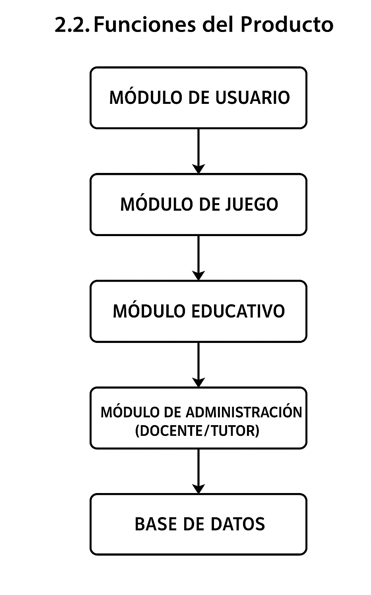 2.2. Funciones del Producto
MÓDULO DE USUARIO
MÓDULO DE JUEGO
MÓDULO EDUCATIVO
MÓDULO DE ADMINISTRACIÓN
(DOCENTE/TUTOR)
BASE DE DATOS